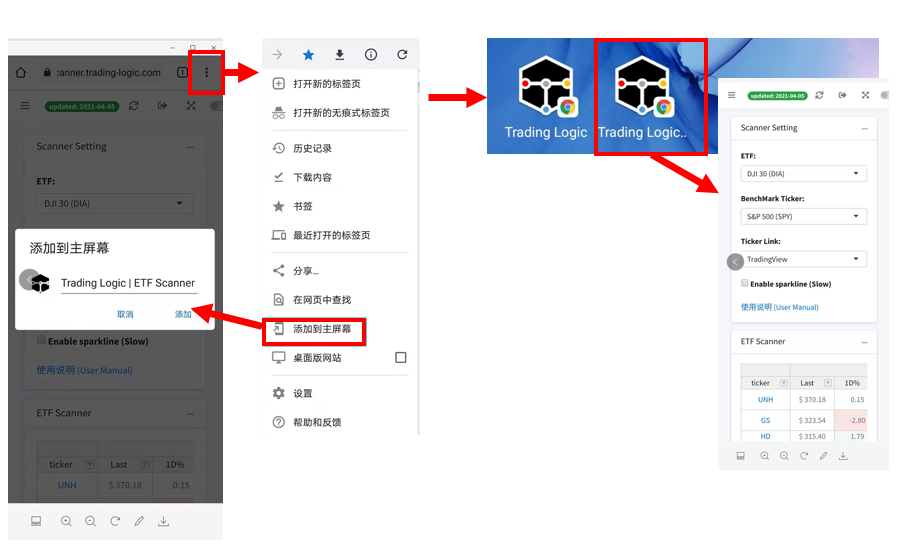 :anner.trading-logic.com
1
updated: 2021-04-05
Scanner Setting
ETF:
DJI 30 (DIA)
添加到主屏幕
Trading Logic | ETF Scanner
取消 添加
Enable sparkline (Slow)
使用说明 (User Manual)
ETF Scanner
ticker Last 1D%
UNH $ 370.18 0.15
打开新的标签页
打开新的无痕式标签页
历史记录
下载内容
书签
最近打开的标签页
分享...
在网页中查找
添加到主屏幕
桌面版网站
设置
帮助和反馈
Trading Logic Trading Logic..
updated: 2021-04-05
Scanner Setting
ETF:
DJI 30 (DIA)
BenchMark Ticker:
S&P 500 (SPY)
Ticker Link:
TradingView
Enable sparkline (Slow)
使用说明 (User Manual)
ETF Scanner
ticker Last 1D%
UNH $ 370.18 0.15
GS $ 323.54 -2.80
HD $ 315.40 1.79